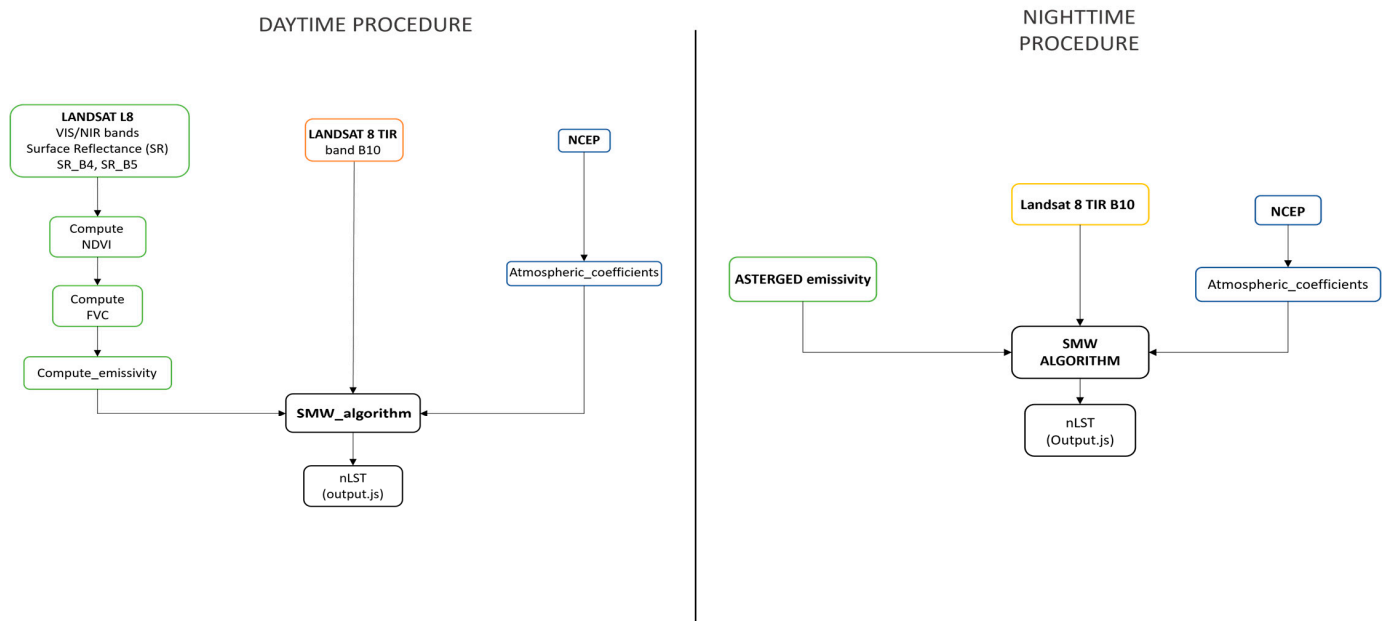 DAYTIME PROCEDURE
LANDSAT L8
VIS/NIR bands
Surface Reflectance (SR)
SR_B4, SR_B5
LANDSAT 8 TIR
band B10
NCEP
Compute
NDVI
Atmospheric_coefficients
Compute
FVC
Compute_emissivity
SMW_algorithm
nLST
(output.js)
NIGHTTIME
PROCEDURE
Landsat 8 TIR B10
NCEP
ASTERGED emissivity
Atmospheric_coefficients
SMW
ALGORITHM
nLST
(Output.js)